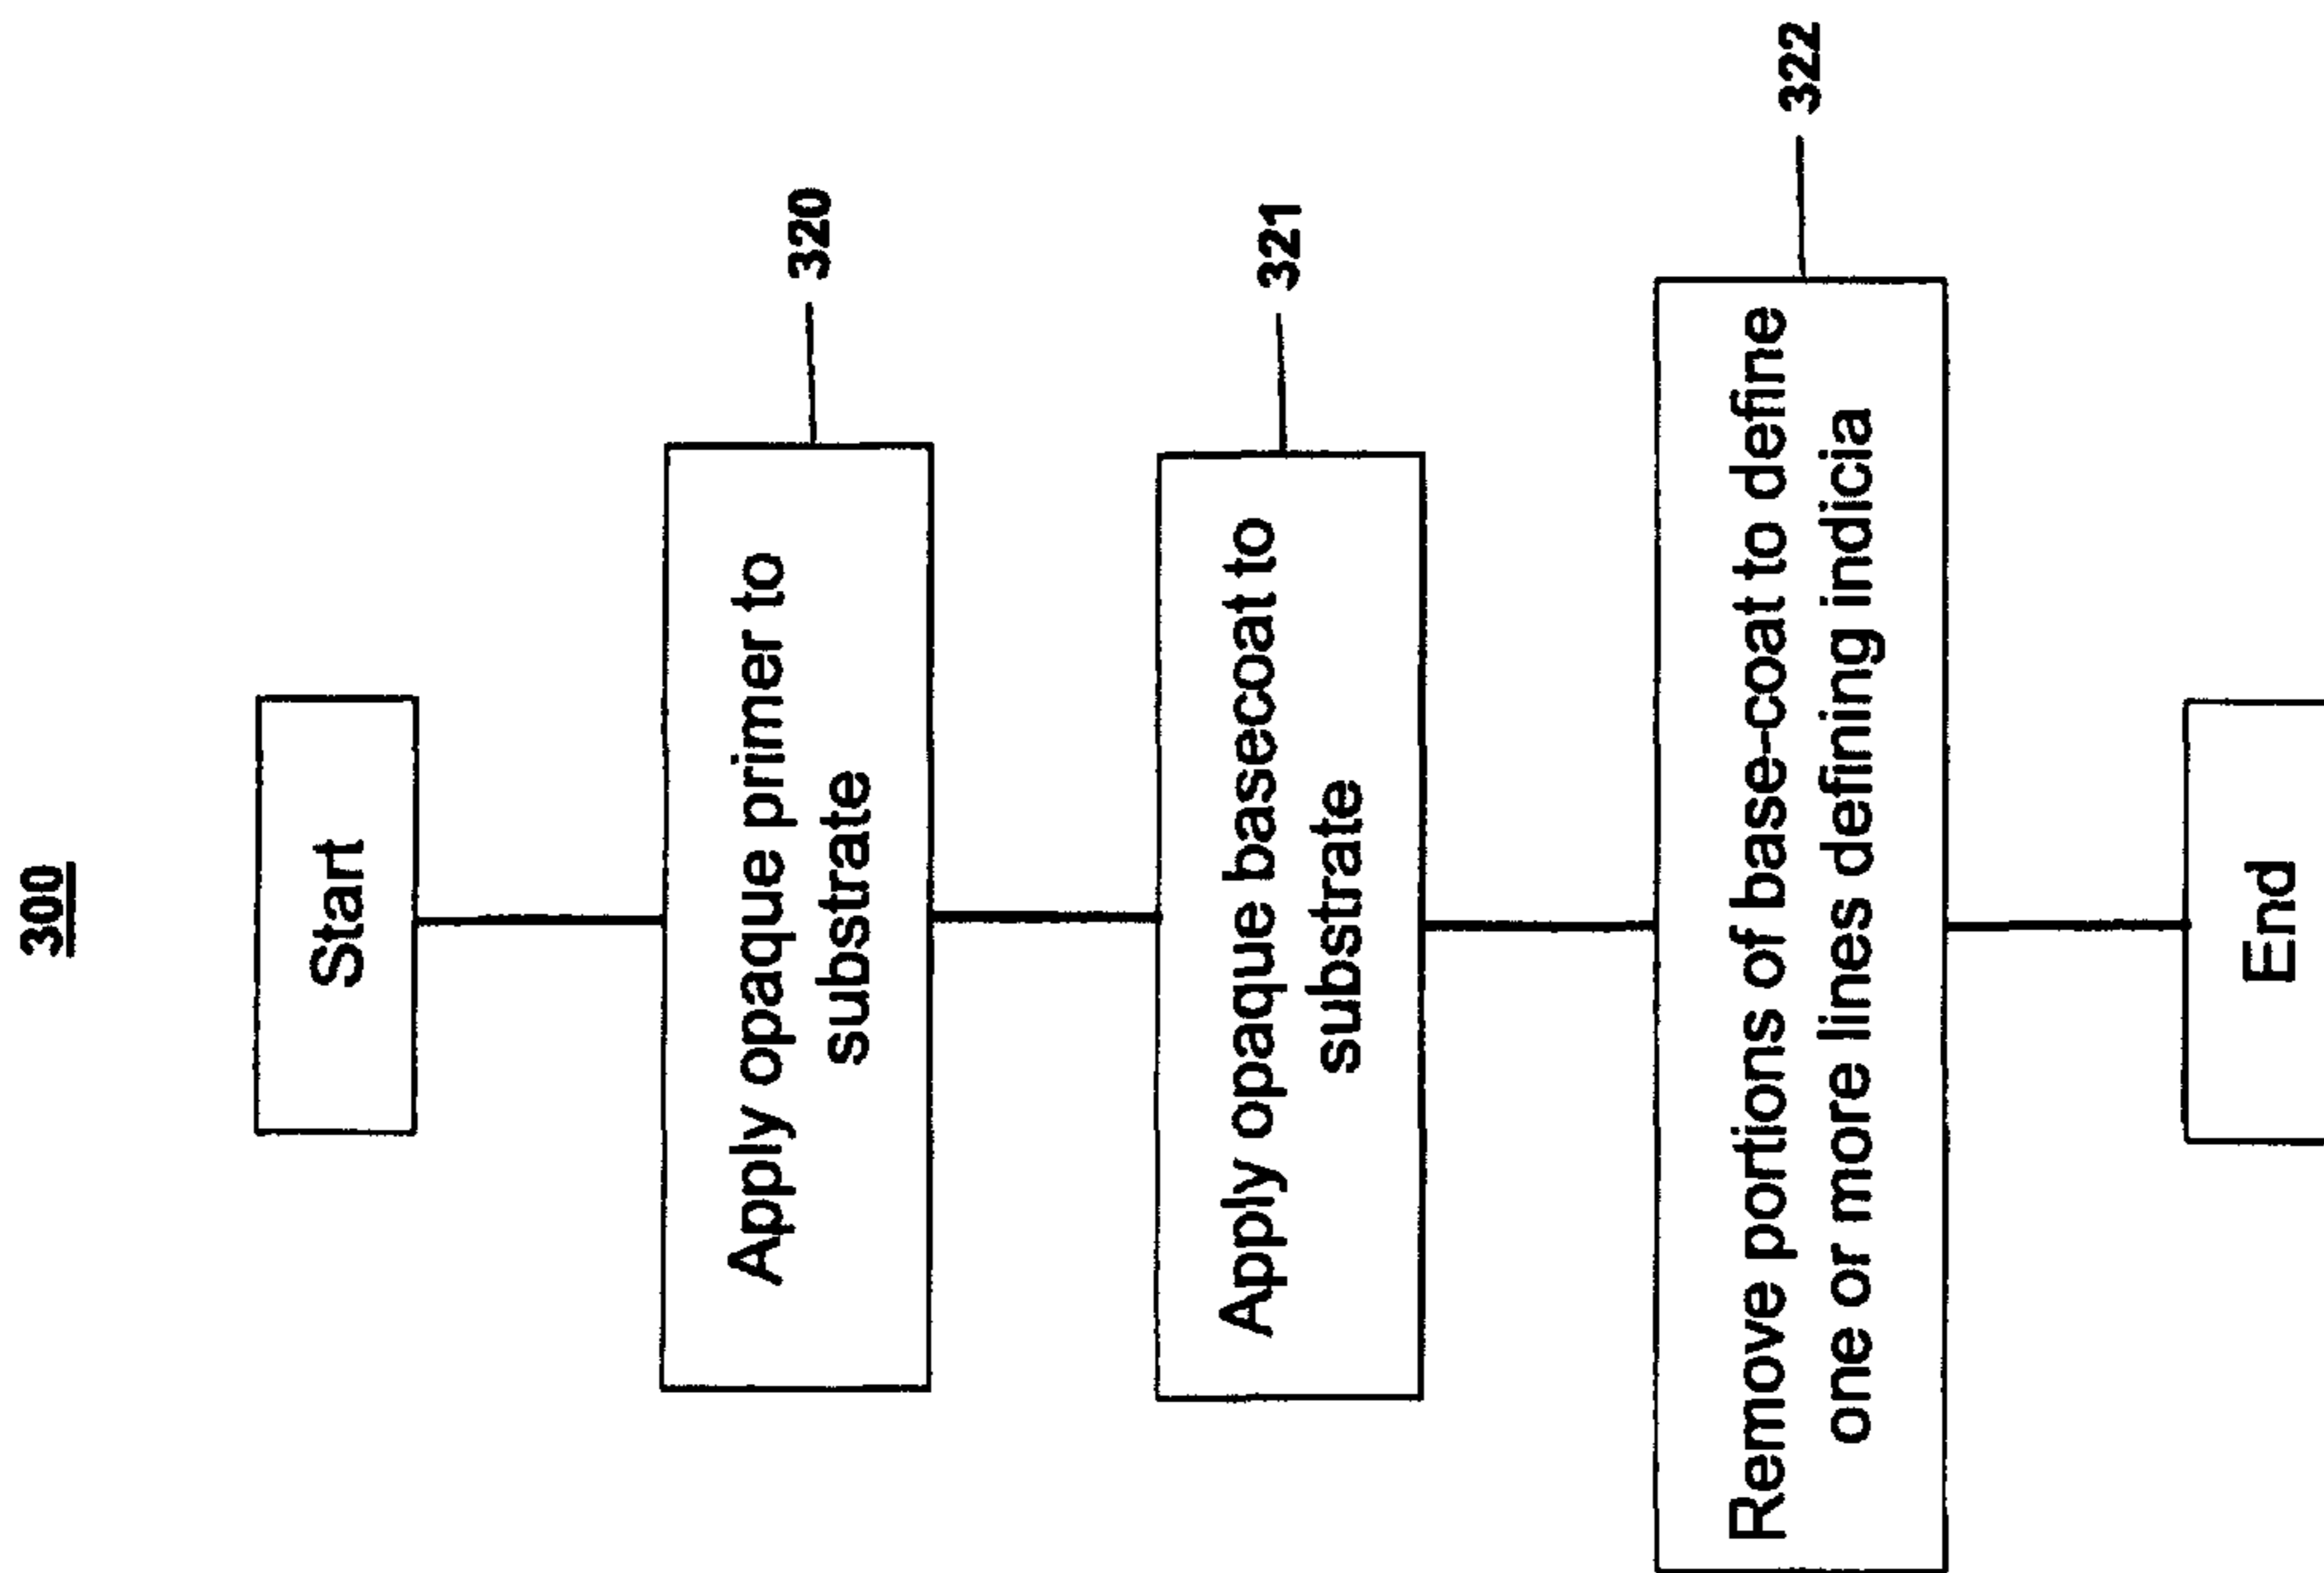 300
Start
Apply opaque primer to
substrate
320
Apply opaque basecoat to
substrate
321
Remove portions of base-coat to define
one or more lines defining indicia
322
End